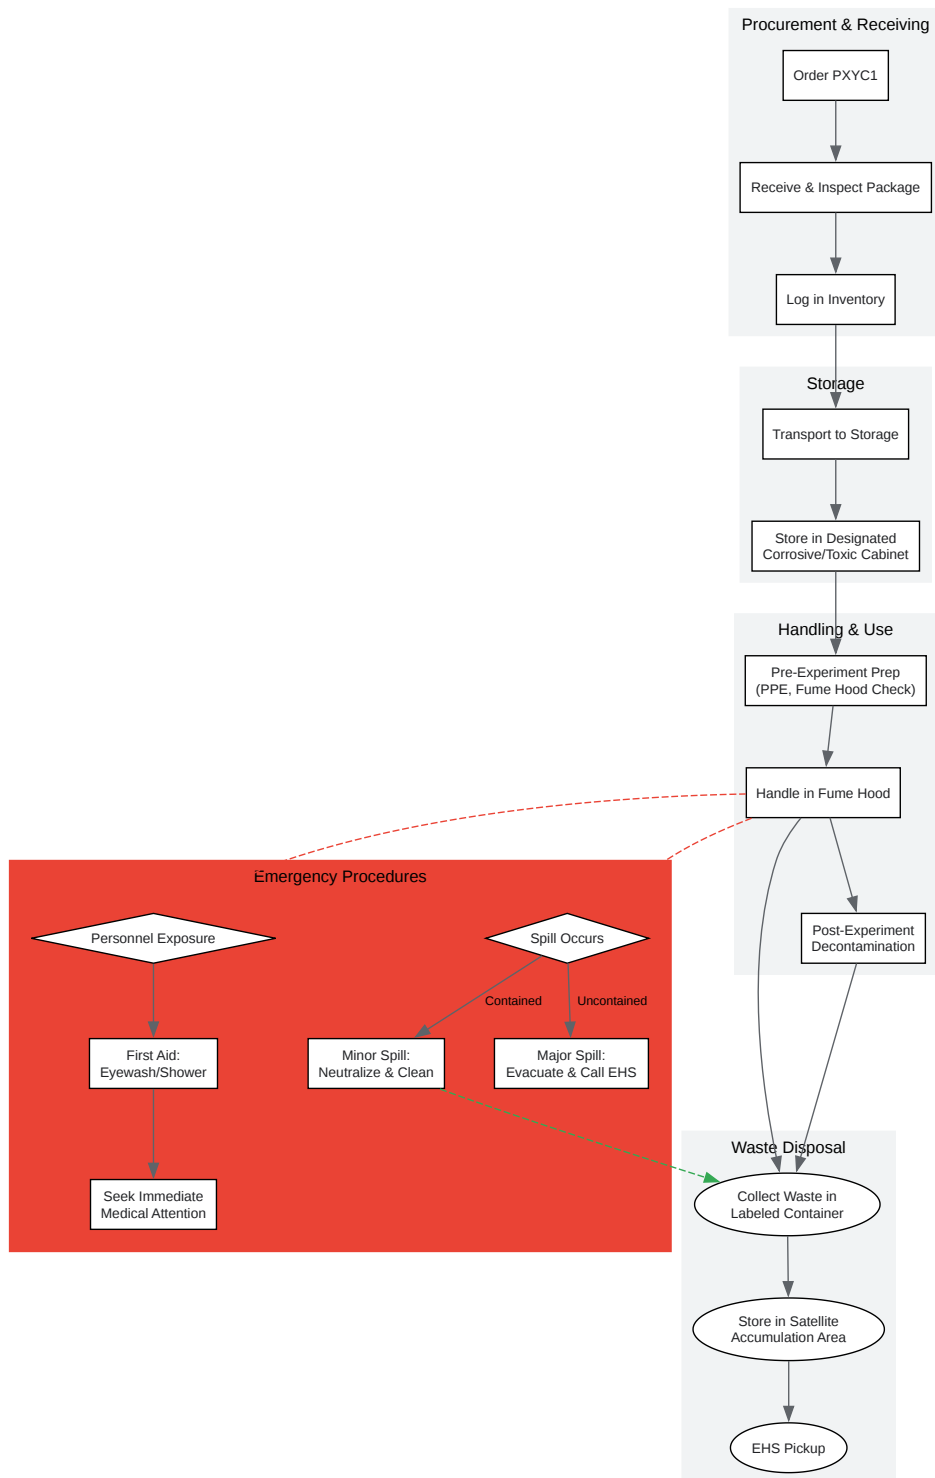 Procurement & Receiving
Order PXYC1
Receive & Inspect Package
Log in Inventory
Storage
Transport to Storage
Store in Designated
Corrosive/Toxic Cabinet
Handling & Use
Pre-Experiment Prep
(PPE, Fume Hood Check)
Handle in Fume Hood
Post-Experiment
Decontamination
Emergency Procedures
Personnel Exposure
First Aid:
Eyewash/Shower
Seek Immediate
Medical Attention
Spill Occurs
Contained
Uncontained
Minor Spill:
Neutralize & Clean
Major Spill:
Evacuate & Call EHS
Waste Disposal
Collect Waste in
Labeled Container
Store in Satellite
Accumulation Area
EHS Pickup